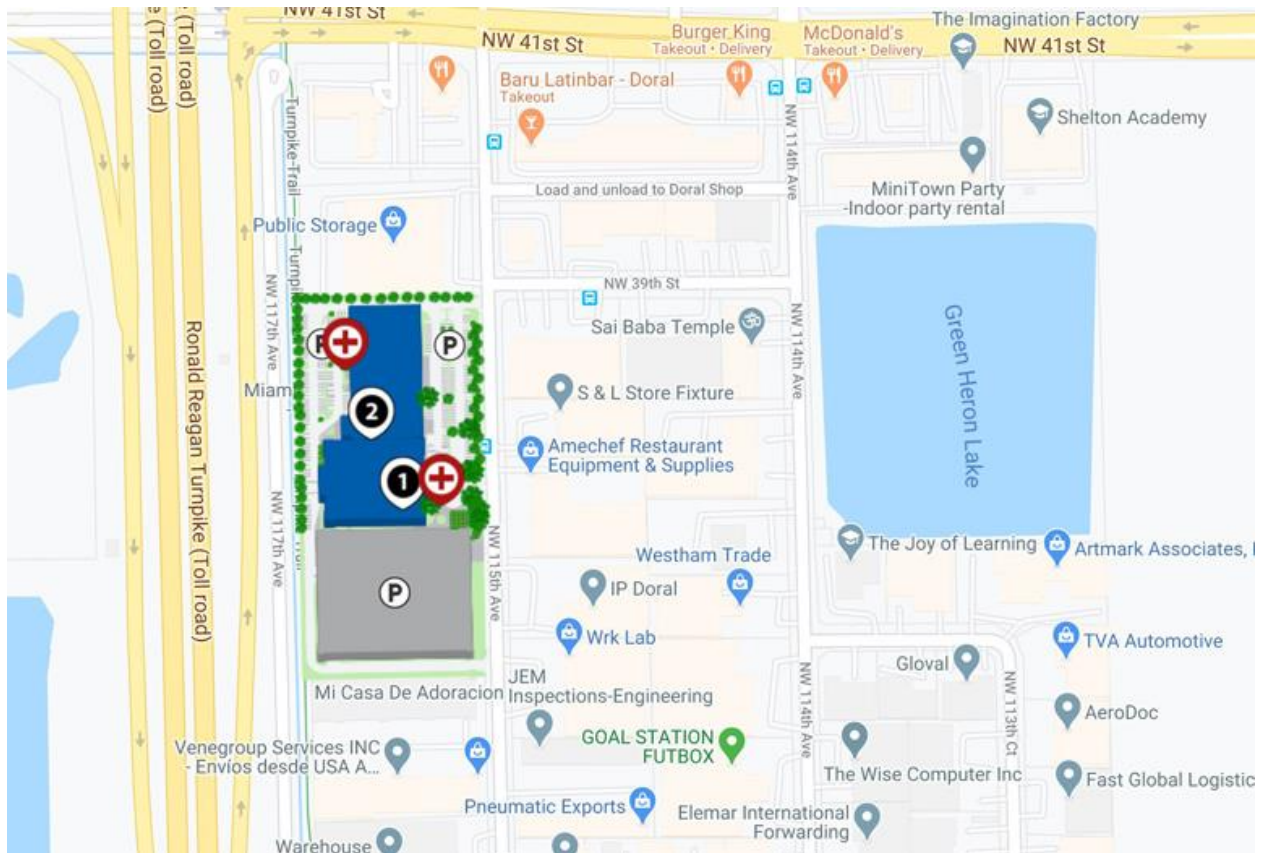 e (Toll road)
(Toll road)
NW 41st St
NW 41st St
Burger King
Takeout • Delivery
McDonald's
Takeout • Delivery
The Imagination Factory
NW 41st St
Baru Latinbar - Doral
Takeout
Turnpike-Trail
NW 114th Ave
Shelton Academy
MiniTown Party
-Indoor party rental
Load and unload to Doral Shop
Public Storage
NW 39th St
NW 117th Ave
Sai Baba Temple
NW 114th Ave
Green Heron Lake
Ronald Reagan Turnpike (Toll road)
P
P
Miam
2
S & L Store Fixture
Amechef Restaurant
Equipment & Supplies
1
NW 117th Ave
NW 115th Ave
The Joy of Learning
Artmark Associates,
Westham Trade
IP Doral
P
Wrk Lab
TVA Automotive
Gloval
Mi Casa De Adoracion
JEM
Inspections-Engineering
NW 114th Ave
NW 113th Ct
AeroDoc
GOAL STATION
FUTBOX
Venegroup Services INC
- Envíos desde USA A...
The Wise Computer Inc
Fast Global Logistic
Pneumatic Exports
Elemar International
Forwarding
Warehouse